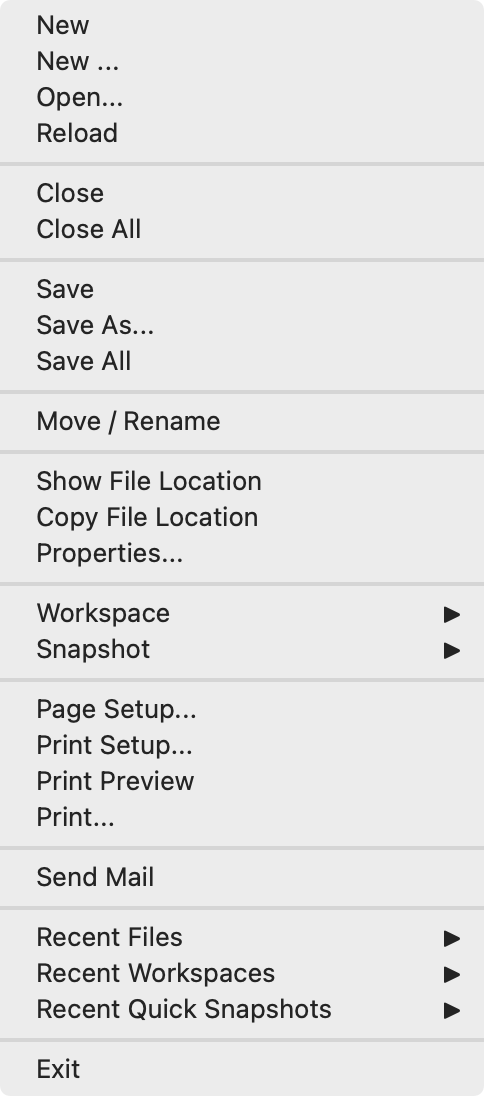 New
New ...
Open...
Reload
Close
Close All
Save
Save As...
Save All
Move / Rename
Show File Location
Copy File Location
Properties...
Workspace
Snapshot
Page Setup...
Print Setup...
Print Preview
Print...
Send Mail
Recent Files
Recent Workspaces
Recent Quick Snapshots
Exit